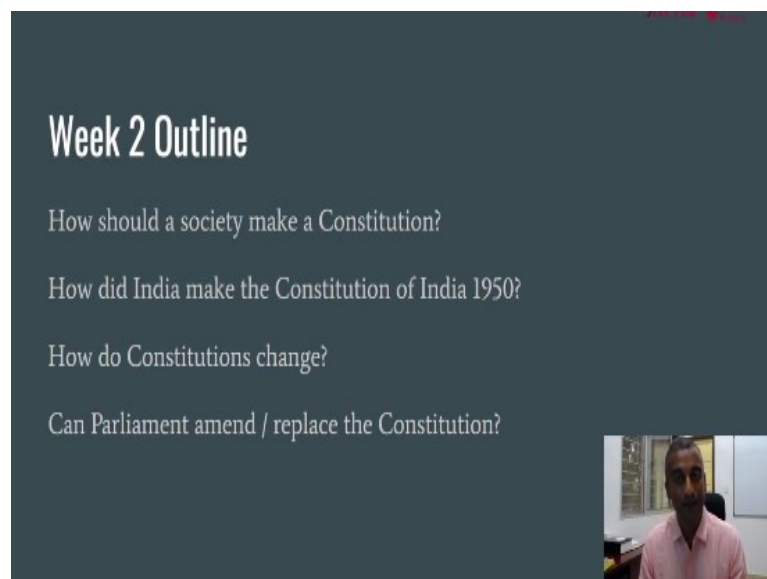 Week 2 Outline
How should a society make a Constitution?
How did India make the Constitution of India 1950?
How do Constitutions change?
Can Parliament amend / replace the Constitution?